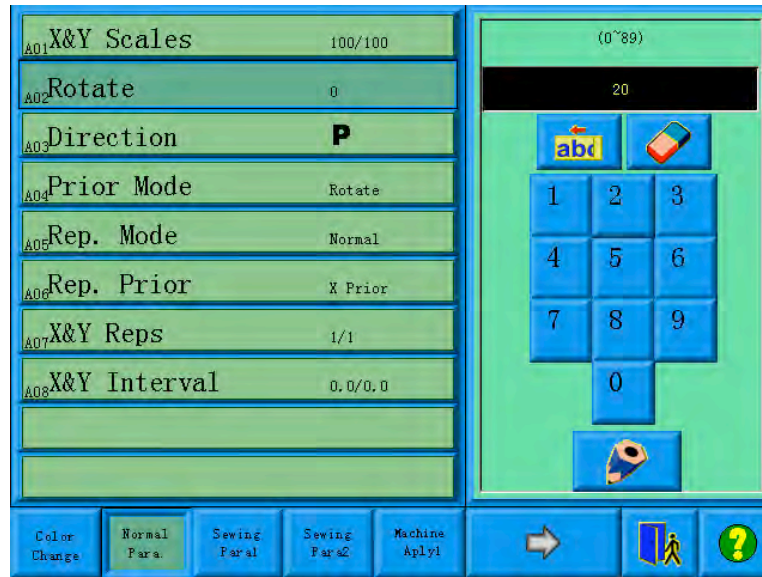 A01X&Y Scales 100/100
A02Rotate 0
A03Direction P
A04Prior Mode Rotate
A05Rep. Mode Normal
A06Rep. Prior X Prior
A07X&Y Reps 1/1
A08X&Y Interval 0.0/0.0
(0~89)
20
abc
1 2 3
4 5 6
7 8 9
0
Color Change
Normal Para.
Sewing Para1
Sewing Para2
Machine Aply1
?